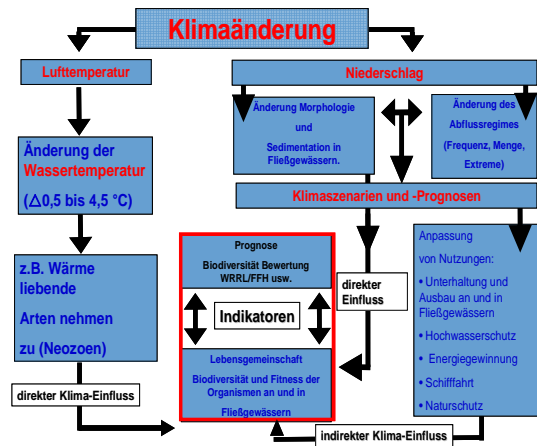 Klimaänderung
Lufttemperatur
Niederschlag
Änderung Morphologie
und
Sedimentation in
Fließgewässern.
Änderung des
Abflussregimes
(Frequenz, Menge,
Extreme)
Änderung der
Wassertemperatur
(△0,5 bis 4,5 °C)
Klimaszenarien und -Prognosen
z.B. Wärme
liebende
Arten nehmen
zu (Neozoen)
Prognose
Biodiversität Bewertung
WRRL/FFH usw.
Indikatoren
Lebensgemeinschaft
Biodiversität und Fitness der
Organismen an und in
Fließgewässern
direkter
Einfluss
Anpassung
von Nutzungen:
• Unterhaltung und
Ausbau an und in
Fließgewässern
• Hochwasserschutz
• Energiegewinnung
• Schifffahrt
• Naturschutz
direkter Klima-Einfluss
indirekter Klima-Einfluss